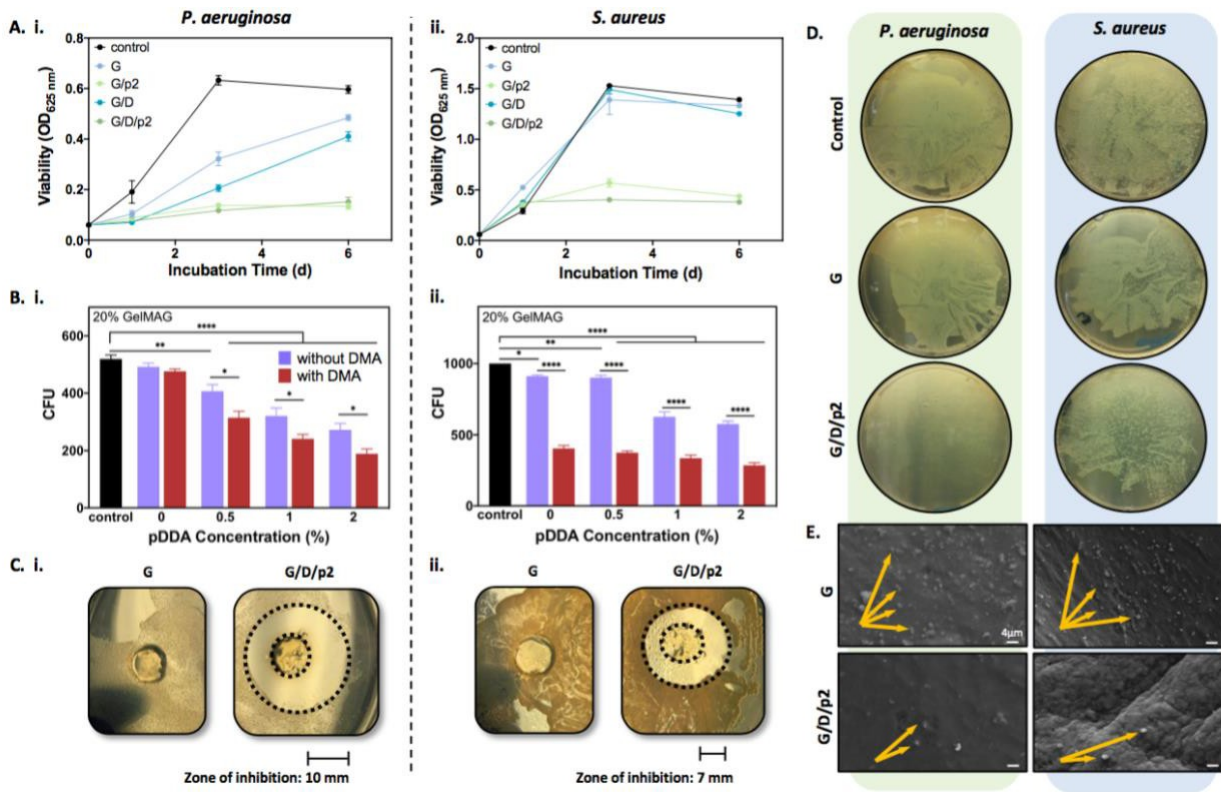 P. aeruginosa
S. aureus
A. i.
0.8
0.6
0.4
0.2
0.0
Viability (OD625 nm)
control
G
G/p2
G/D
G/D/p2
0
2
4
6
Incubation Time (d)
ii.
2.0
1.5
1.0
0.5
0.0
Viability (OD625 nm)
control
G
G/p2
G/D
G/D/p2
0
2
4
6
Incubation Time (d)
B. i.
20% GelMAG
600
400
200
0
CFU
****
**
*
*
*
without DMA
with DMA
control
0
0.5
1
2
pDDA Concentration (%)
ii.
20% GelMAG
1000
500
0
CFU
****
**
*
****
****
****
****
control
0
0.5
1
2
pDDA Concentration (%)
C. i.
G
G/D/p2
Zone of inhibition: 10 mm
ii.
G
G/D/p2
Zone of inhibition: 7 mm
D.
P. aeruginosa
S. aureus
Control
G
G/D/p2
E.
G
4μm
G/D/p2